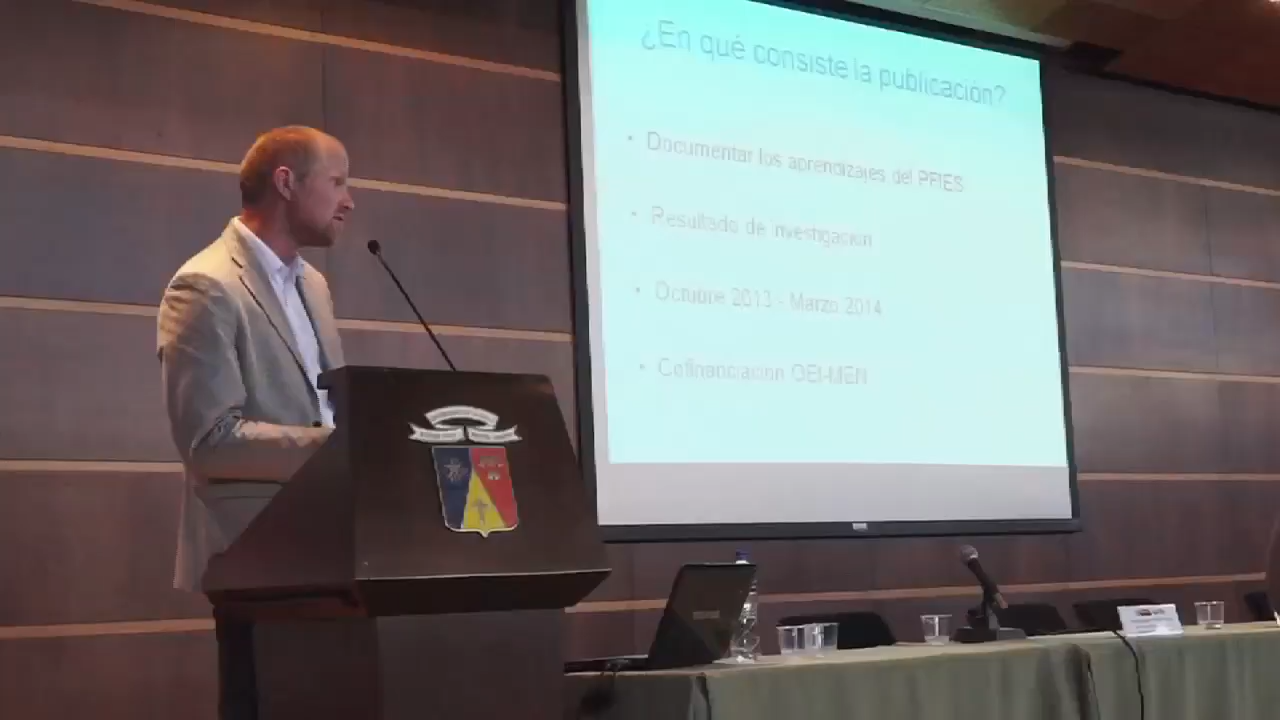 ¿En qué consiste la publicación?
• Documentar los aprendizajes del PFIES
• Resultado de investigación
• Octubre 2013 - Marzo 2014
• Cofinanciación OEI-MEN